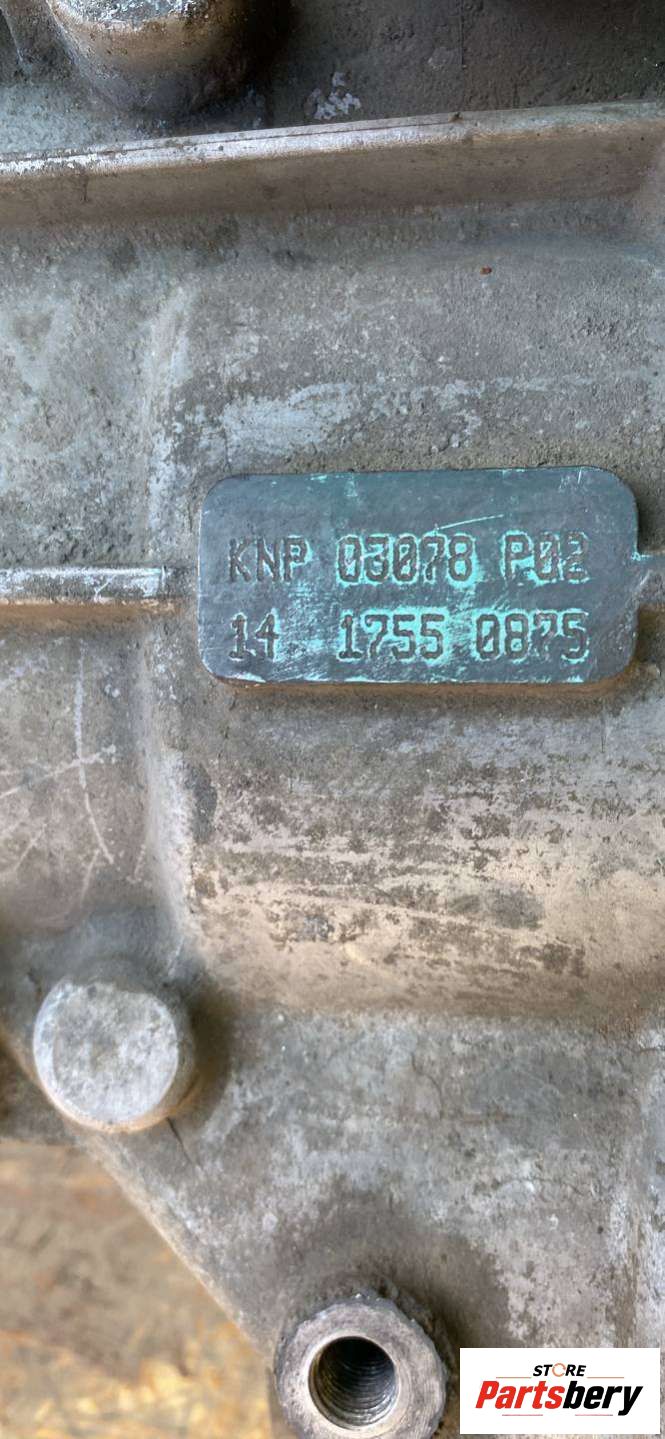 KNP 03078 P02
14 1755 0875
STORE
Partsbery